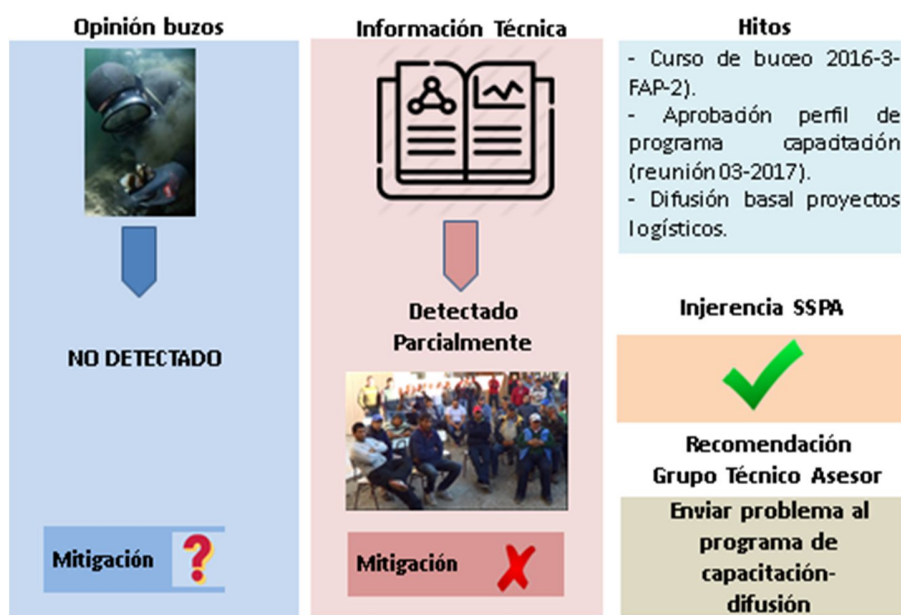 Opinión buzos
NO DETECTADO
Mitigación
Información Técnica
Detectado
Parcialmente
Mitigación
Hitos
- Curso de buceo 2016-3-
FAP-2).
- Aprobación perfil de
programa capacitación
(reunión 03-2017).
- Difusión basal proyectos
logísticos.
Injerencia SSPA
Recomendación
Grupo Técnico Asesor
Enviar problema al
programa de
capacitación-
difusión